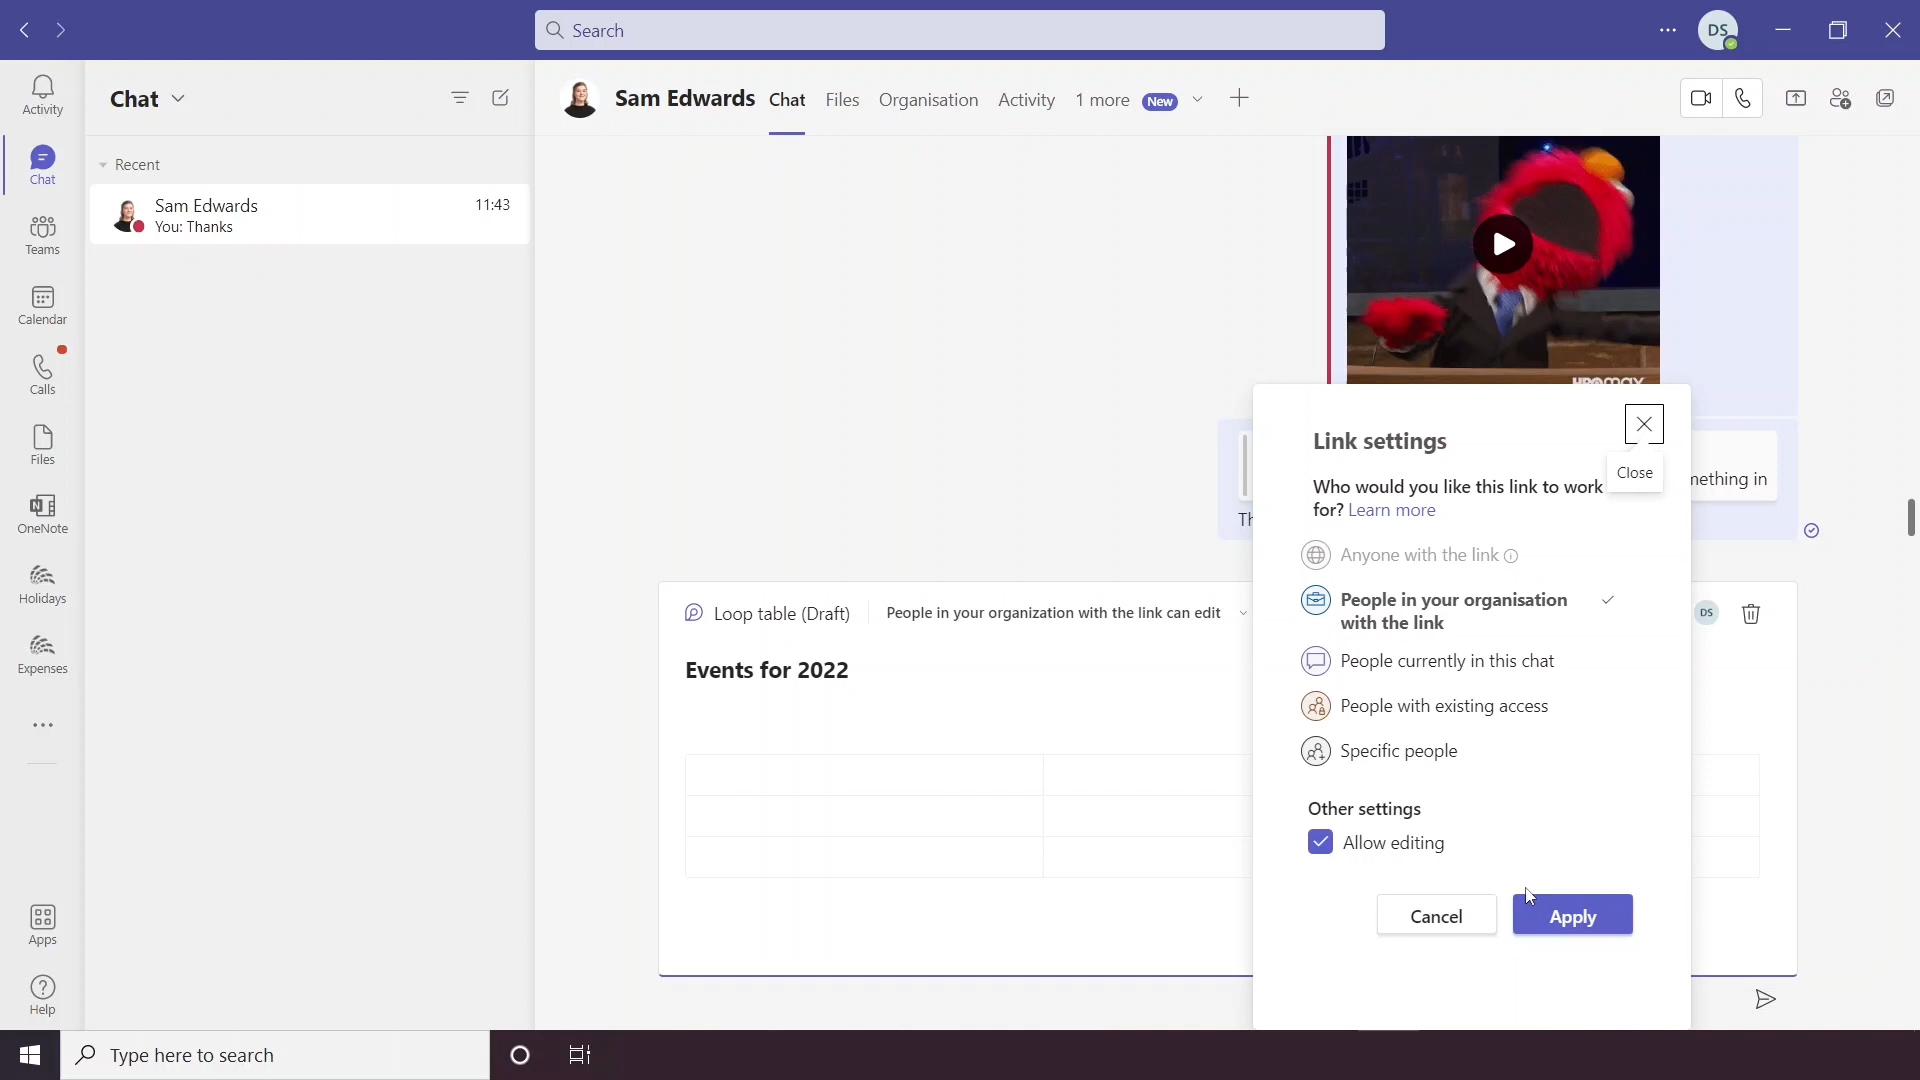 Search
DS
Activity
Chat
Teams
Calendar
Calls
Files
OneNote
Holidays
Expenses
Apps
Help
Chat
Recent
Sam Edwards
11:43
You: Thanks
Sam Edwards
Chat
Files
Organisation
Activity
1 more
New
HBOMAX
nething in
Th
Loop table (Draft)
People in your organization with the link can edit
DS
Events for 2022
Link settings
Close
Who would you like this link to work
for? Learn more
Anyone with the link
People in your organisation
with the link
People currently in this chat
People with existing access
Specific people
Other settings
Allow editing
Cancel
Apply
Type here to search